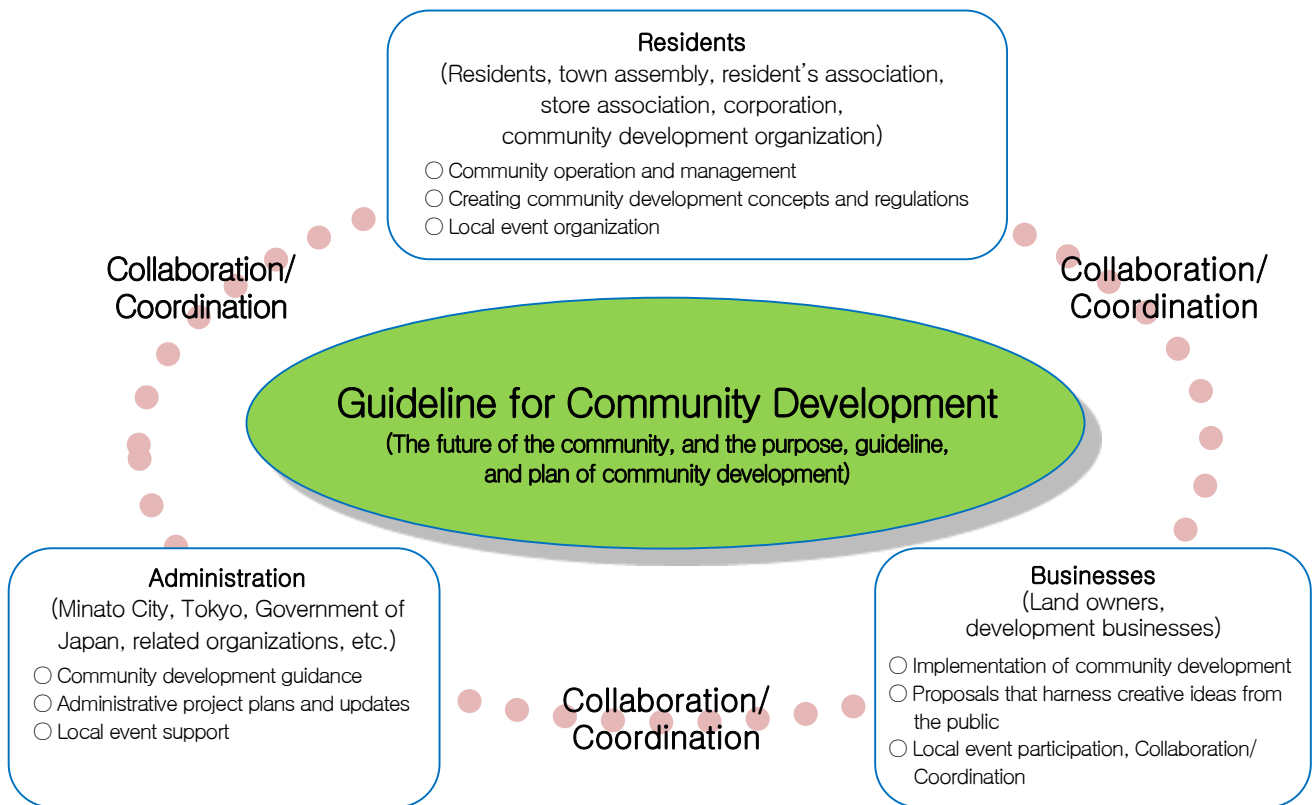 Residents
(Residents, town assembly, resident's association,
store association, corporation,
community development organization)
○ Community operation and management
○ Creating community development concepts and regulations
○ Local event organization
Collaboration/
Coordination
Collaboration/
Coordination
Guideline for Community Development
(The future of the community, and the purpose, guideline,
and plan of community development)
Administration
(Minato City, Tokyo, Government of
Japan, related organizations, etc.)
○ Community development guidance
○ Administrative project plans and updates
○ Local event support
Collaboration/
Coordination
Businesses
(Land owners,
development businesses)
○ Implementation of community development
○ Proposals that harness creative ideas from
the public
○ Local event participation, Collaboration/
Coordination